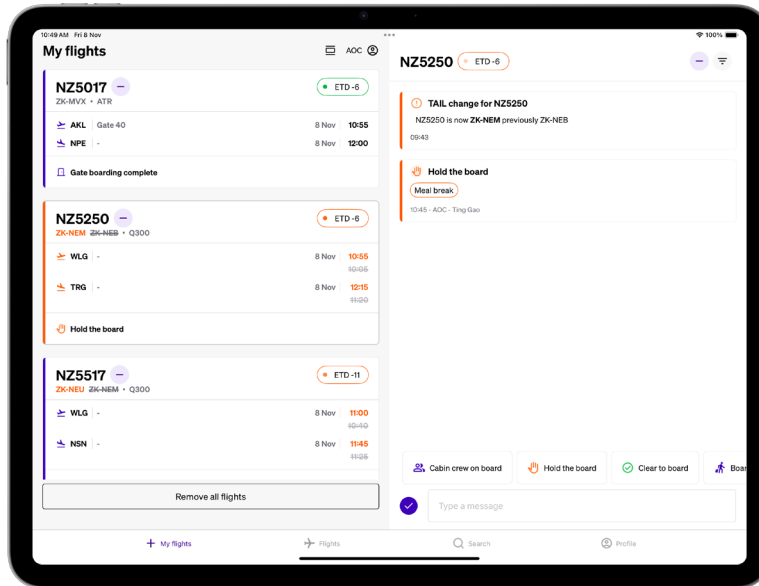 10:49 AM Fri 8 Nov
100%
My flights
AOC
NZ5017
ETD -6
ZK-MVX • ATR
AKL Gate 40 8 Nov 10:55
NPE - 8 Nov 12:00
Gate boarding complete
NZ5250
ETD -6
ZK-NEM ZK-NEB • Q300
WLG - 8 Nov 10:55
10:05
TRG - 8 Nov 12:15
11:20
Hold the board
NZ5517
ETD -11
ZK-NEU ZK-NEM • Q300
WLG - 8 Nov 11:00
10:40
NSN - 8 Nov 11:45
11:25
Remove all flights
NZ5250 ETD -6
TAIL change for NZ5250
NZ5250 is now ZK-NEM previously ZK-NEB
09:43
Hold the board
Meal break
10:45 - AOC - Ting Gao
Cabin crew on board
Hold the board
Clear to board
Boar
Type a message
My flights
Flights
Search
Profile